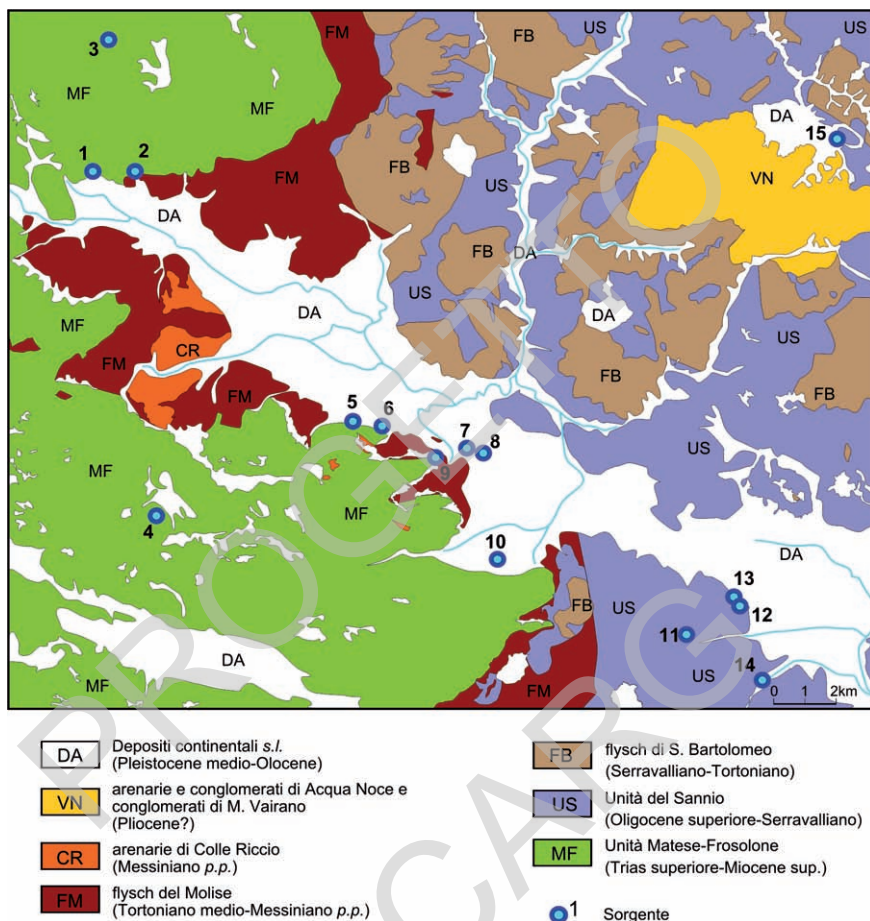 3
FM
FB
US
US
MF
MF
DA
15
1
2
FB
FM
US
VN
DA
FB
DA
MF
DA
US
DA
US
CR
FM
FB
FB
FM
5
6
7
8
9
US
MF
MF
4
10
DA
13
12
FB
US
11
DA
US
14
MF
FM
0 1 2km
DA Depositi continentali s.l.
(Pleistocene medio-Olocene)
VN arenarie e conglomerati di Acqua Noce e
conglomerati di M. Vairano
(Pliocene?)
CR arenarie di Colle Riccio
(Messiniano p.p.)
FM flysch del Molise
(Tortoniano medio-Messiniano p.p.)
FB flysch di S. Bartolomeo
(Serravalliano-Tortoniano)
US Unità del Sannio
(Oligocene superiore-Serravalliano)
MF Unità Matese-Frosolone
(Trias superiore-Miocene sup.)
1 Sorgente
PROGETTO
CARG